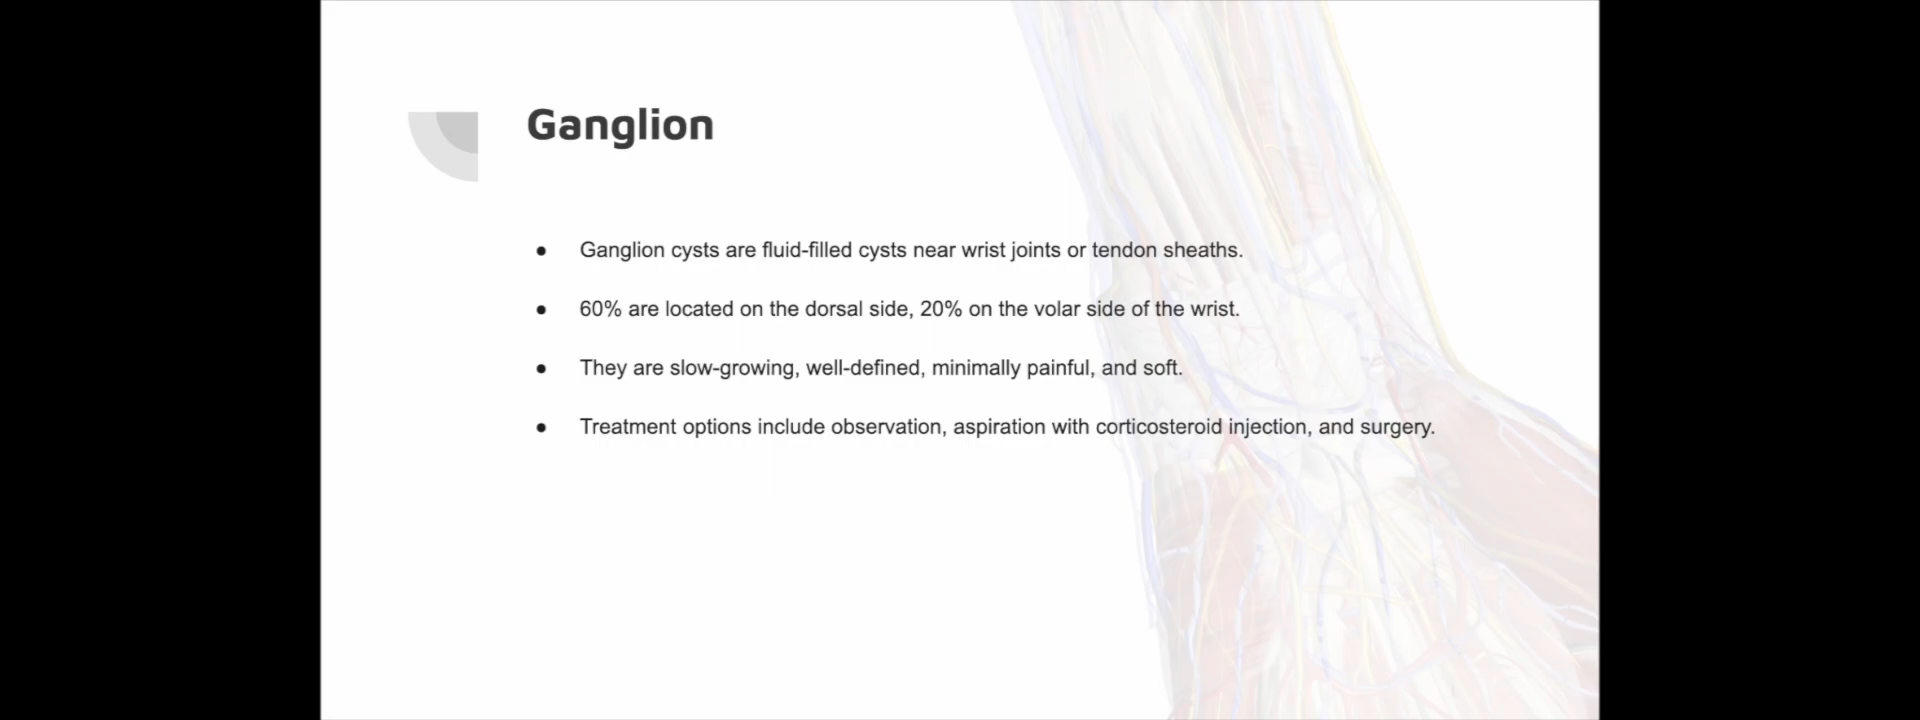 Ganglion
● Ganglion cysts are fluid-filled cysts near wrist joints or tendon sheaths.
● 60% are located on the dorsal side, 20% on the volar side of the wrist.
● They are slow-growing, well-defined, minimally painful, and soft.
● Treatment options include observation, aspiration with corticosteroid injection, and surgery.